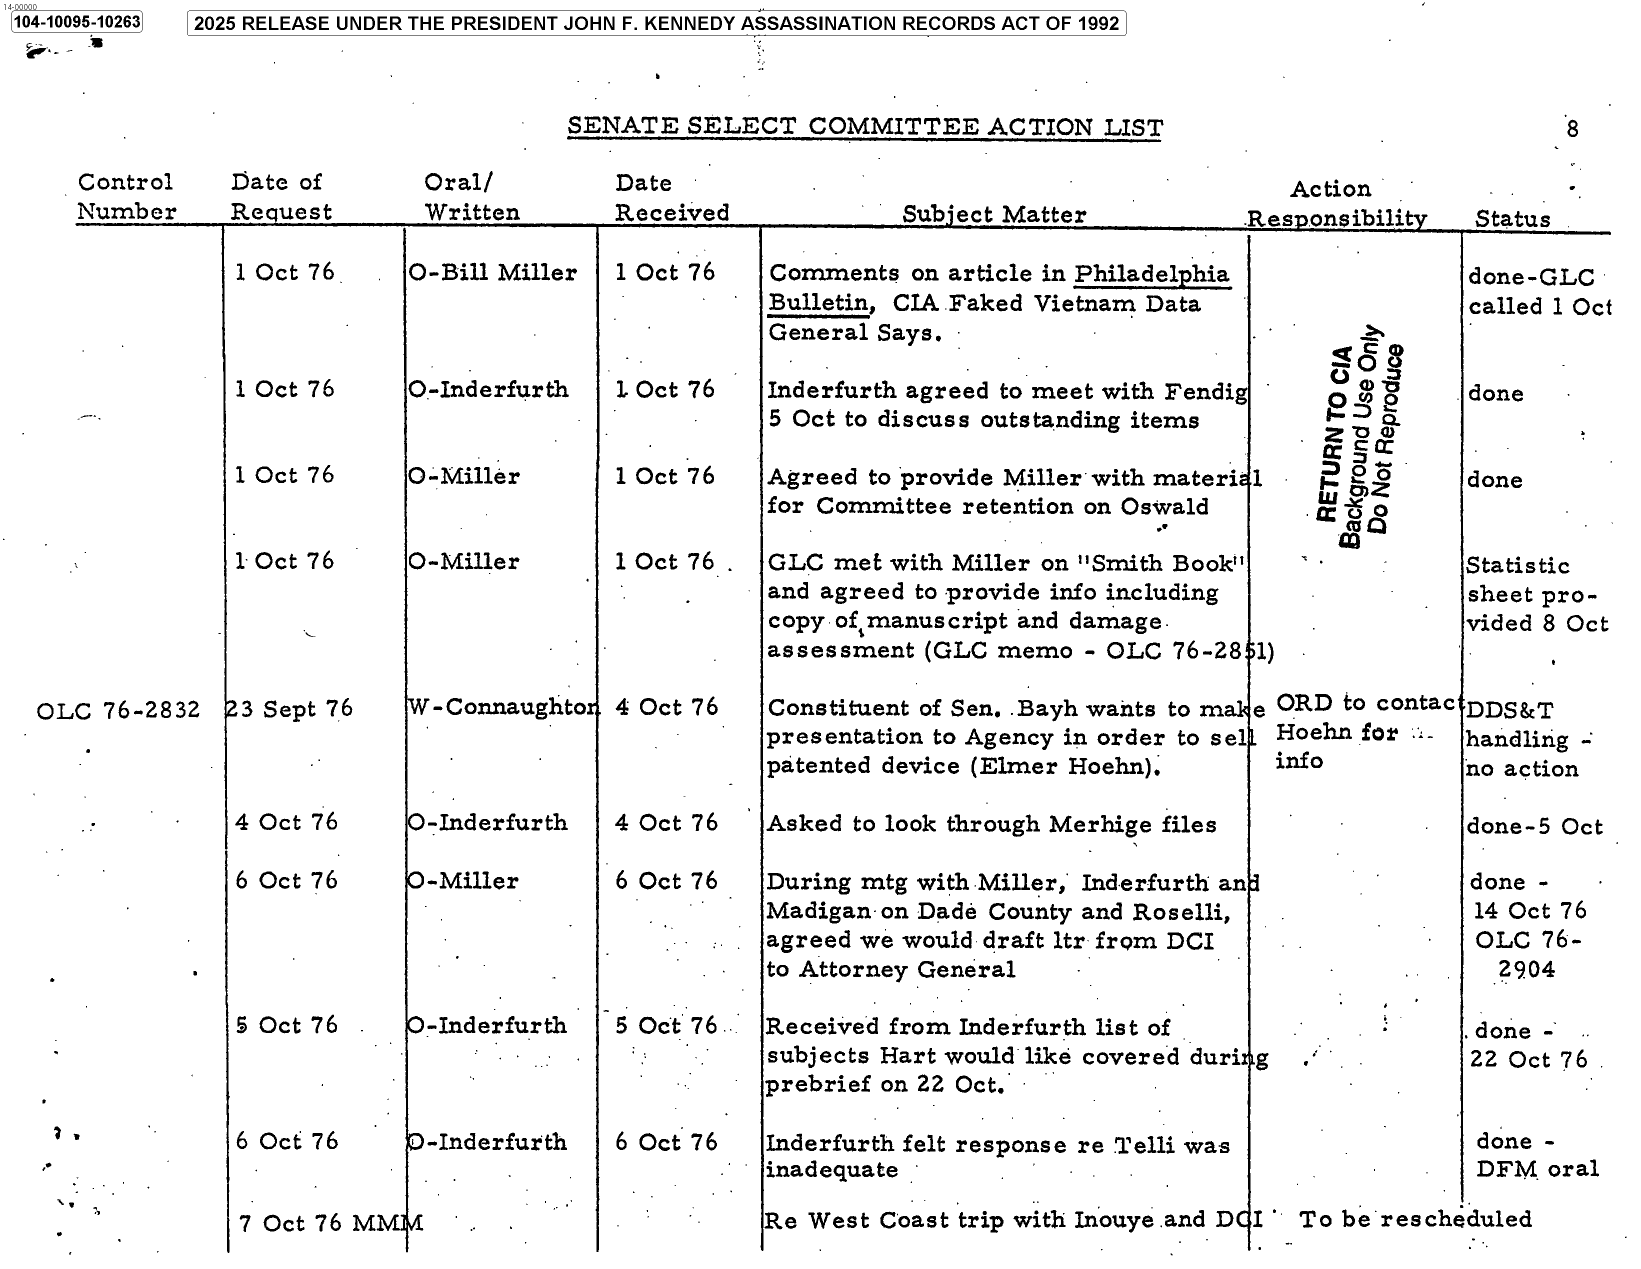 14-00000
104-10095-10263
2025 RELEASE UNDER THE PRESIDENT JOHN F. KENNEDY ASSASSINATION RECORDS ACT OF 1992
SENATE SELECT COMMITTEE ACTION LIST
8
Control Number
Date of Request
Oral/ Written
Date Received
Subject Matter
Action Responsibility
Status
1 Oct 76 O-Bill Miller 1 Oct 76 Comments on article in Philadelphia done-GLC
Bulletin, CIA Faked Vietnam Data called 1 Oct
General Says.
RETURN TO CIA
Background Use Only
Do Not Reproduce
1 Oct 76 O-Inderfurth 1 Oct 76 Inderfurth agreed to meet with Fendig done
5 Oct to discuss outstanding items
1 Oct 76 O-Miller 1 Oct 76 Agreed to provide Miller with material done
for Committee retention on Oswald
1 Oct 76 O-Miller 1 Oct 76 GLC met with Miller on "Smith Book" Statistic
and agreed to provide info including sheet pro-
copy of manuscript and damage vided 8 Oct
assessment (GLC memo - OLC 76-2851)
OLC 76-2832 23 Sept 76 W-Connaughton 4 Oct 76 Constituent of Sen. Bayh wants to make ORD to contact DDS&T
presentation to Agency in order to sell Hoehn for handling -
patented device (Elmer Hoehn). info no action
4 Oct 76 O-Inderfurth 4 Oct 76 Asked to look through Merhige files done-5 Oct
6 Oct 76 O-Miller 6 Oct 76 During mtg with Miller, Inderfurth and done -
Madigan on Dade County and Roselli, 14 Oct 76
agreed we would draft ltr from DCI OLC 76-
to Attorney General 2904
5 Oct 76 O-Inderfurth 5 Oct 76 Received from Inderfurth list of done -
subjects Hart would like covered during 22 Oct 76
prebrief on 22 Oct.
6 Oct 76 O-Inderfurth 6 Oct 76 Inderfurth felt response re Telli was done -
inadequate DFM oral
7 Oct 76 MMM Re West Coast trip with Inouye and DCI To be rescheduled